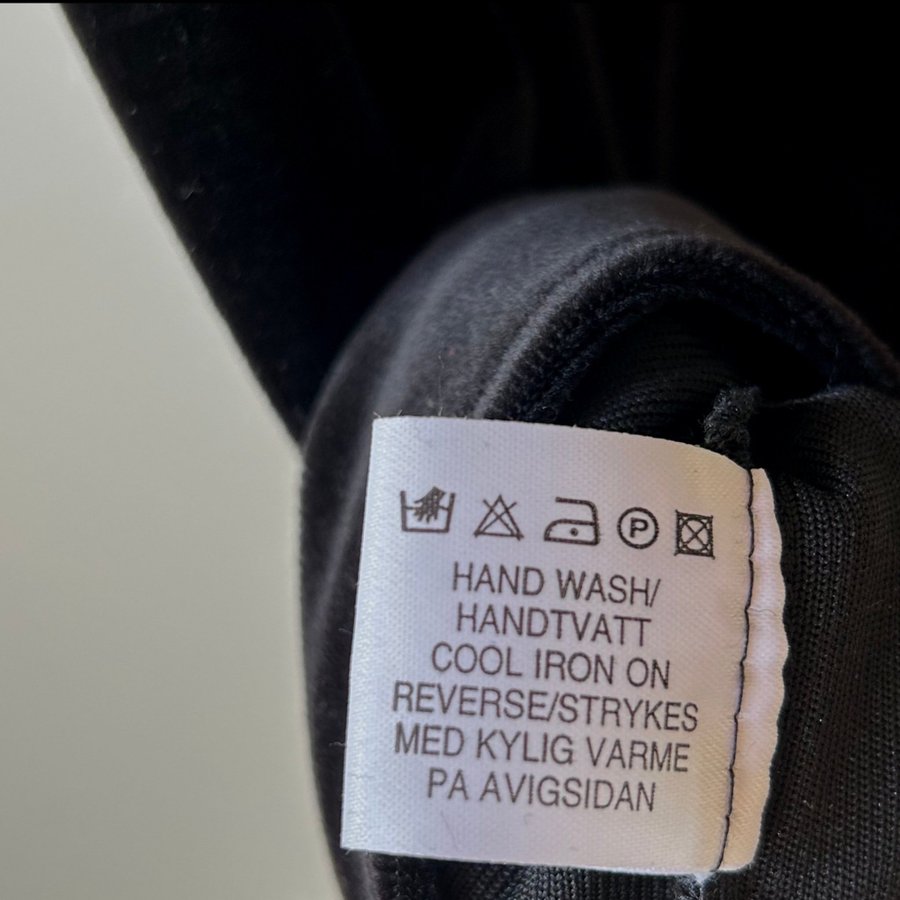 P
HAND WASH/
HANDTVATT
COOL IRON ON
REVERSE/STRYKES
MED KYLIG VARME
PA AVIGSIDAN